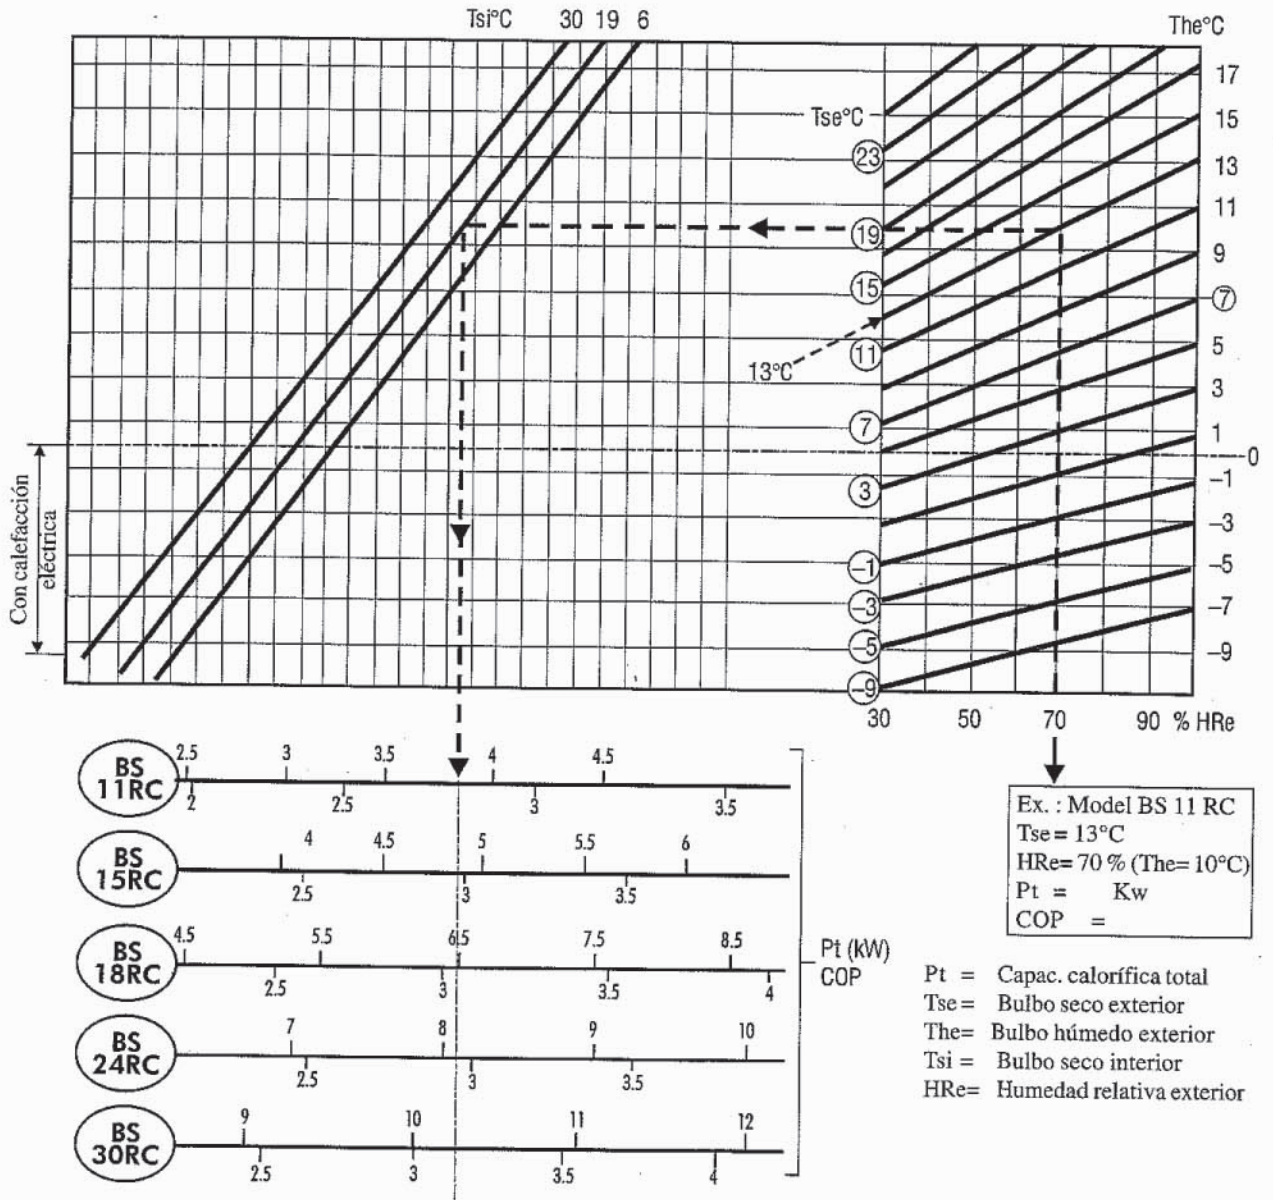 Tsi°C 30 19 6
The°C
17
15
13
11
9
7
5
3
1
0
−1
−3
−5
−7
−9
Tse°C
23
19
15
13°C
11
7
3
−1
−3
−5
−9
Con calefacción
eléctrica
30 50 70 90 % HRe
BS
11RC
2.5 3 3.5 4 4.5
2 2.5 3 3.5
BS
15RC
4 4.5 5 5.5 6
2.5 3 3.5
BS
18RC
4.5 5.5 6.5 7.5 8.5
2.5 3 3.5 4
BS
24RC
7 8 9 10
2.5 3 3.5
BS
30RC
9 10 11 12
2.5 3 3.5 4
Pt (kW)
COP
Ex. : Model BS 11 RC
Tse = 13°C
HRe= 70 % (The= 10°C)
Pt = Kw
COP =
Pt = Capac. calorífica total
Tse = Bulbo seco exterior
The= Bulbo húmedo exterior
Tsi = Bulbo seco interior
HRe= Humedad relativa exterior